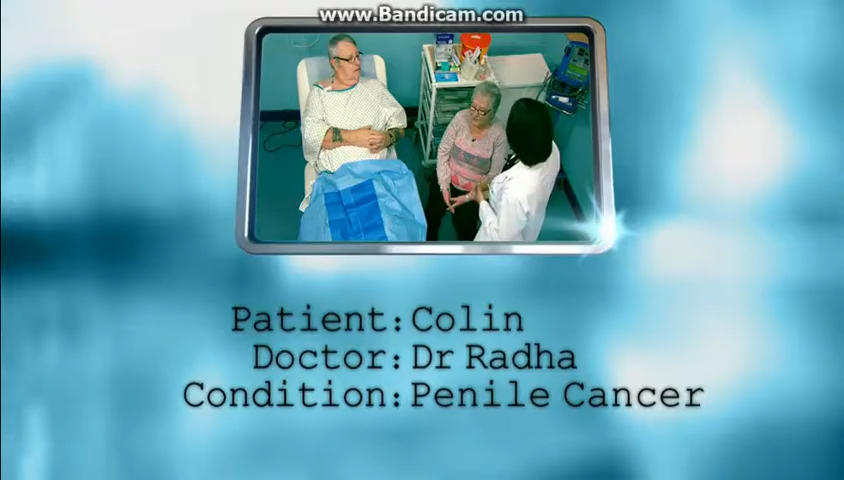 www.Bandicam.com
Patient: Colin
Doctor: Dr Radha
Condition: Penile Cancer